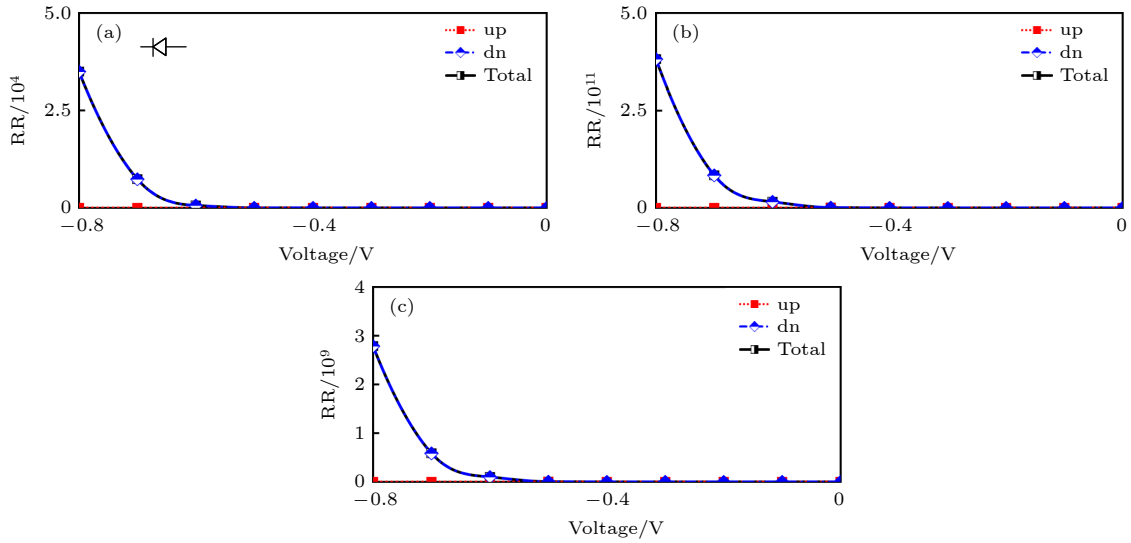 (a)
up
dn
Total
5.0
2.5
0
RR/10⁴
−0.8
−0.4
0
Voltage/V
(b)
up
dn
Total
5.0
2.5
0
RR/10¹¹
−0.8
−0.4
0
Voltage/V
(c)
up
dn
Total
4
3
2
1
0
RR/10⁹
−0.8
−0.4
0
Voltage/V